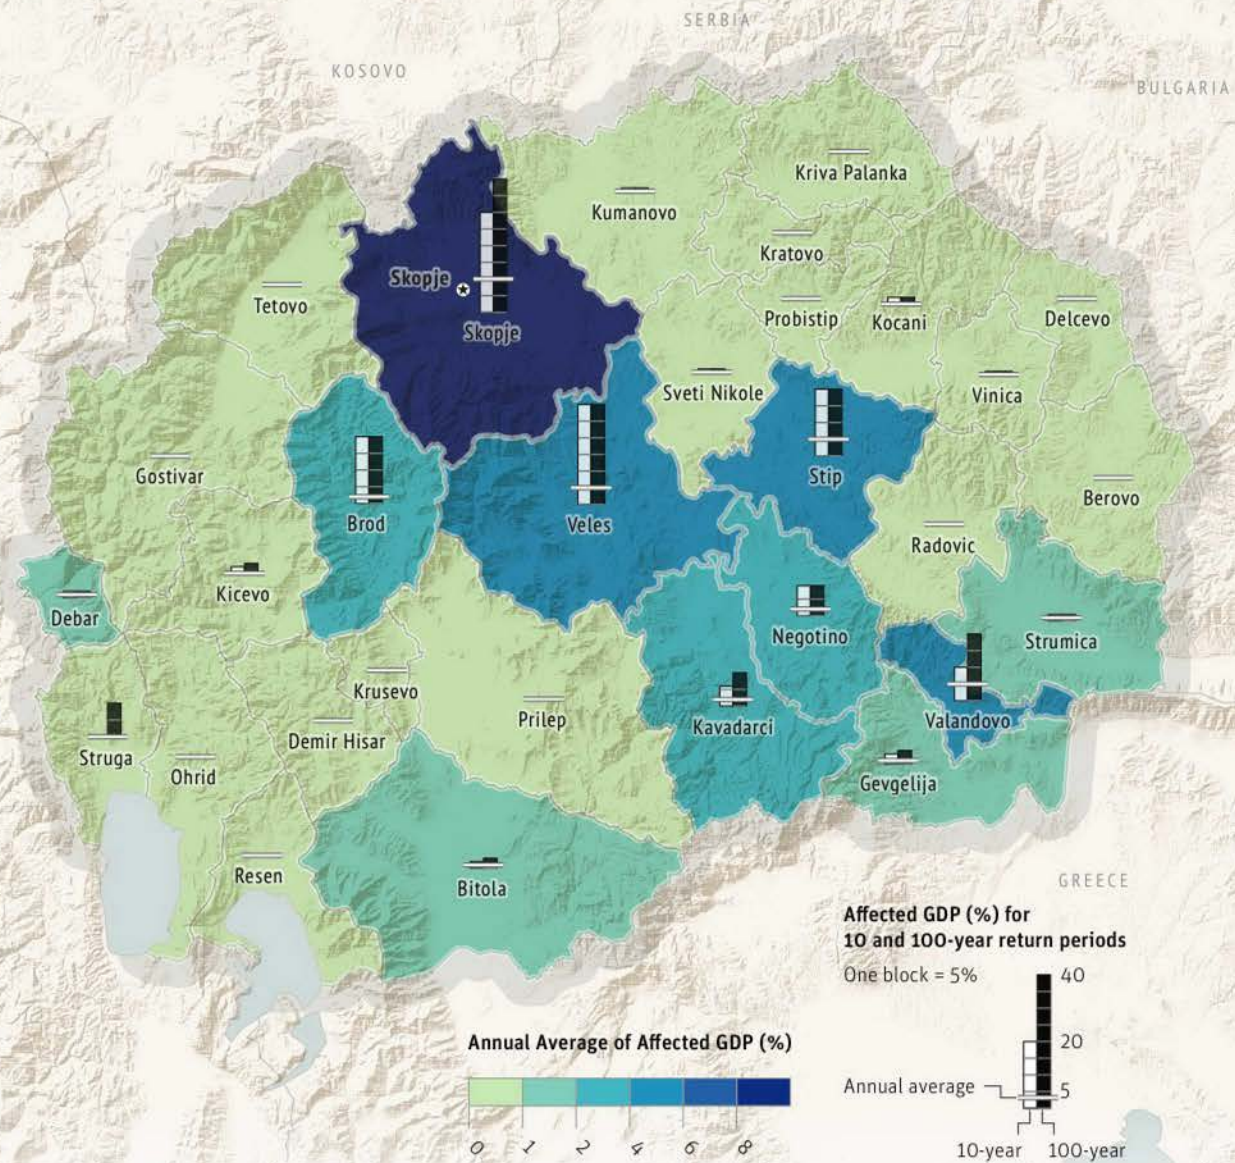 SERBIA
KOSOVO
BULGARIA
Kriva Palanka
Kumanovo
Kratovo
Skopje
Tetovo
Probistip
Kocani
Delcevo
Skopje
Sveti Nikole
Vinica
Gostivar
Stip
Berovo
Brod
Veles
Radovic
Kicevo
Debar
Negotino
Strumica
Krusevo
Prilep
Kavadarci
Valandovo
Demir Hisar
Struga
Ohrid
Gevgelija
Resen
Bitola
GREECE
Affected GDP (%) for
10 and 100-year return periods
One block = 5%
40
20
Annual average
5
10-year
100-year
Annual Average of Affected GDP (%)
0
1
2
4
6
8